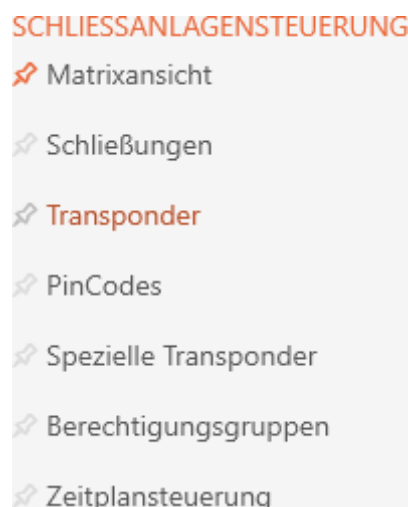 SCHLIESSANLAGENSTEUERUNG
Matrixansicht
Schließungen
Transponder
PinCodes
Spezielle Transponder
Berechtigungsgruppen
Zeitplansteuerung